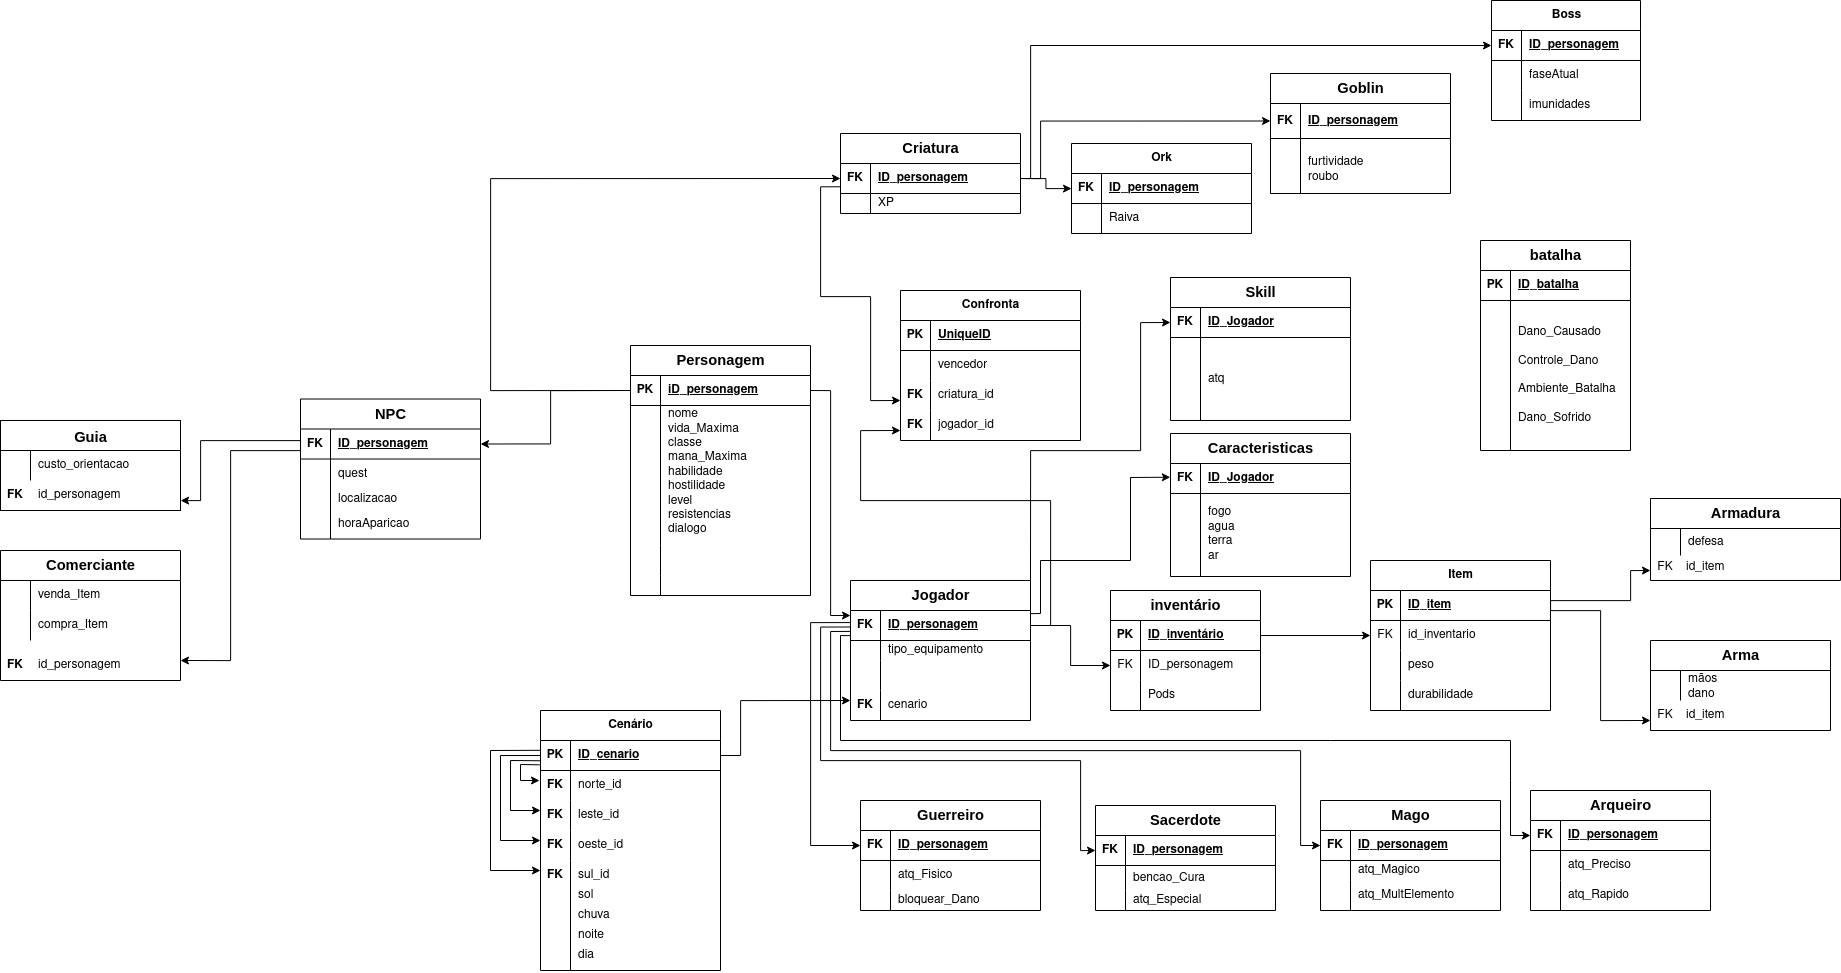 Boss
FK ID_personagem
faseAtual
imunidades
Goblin
FK ID_personagem
furtividade
roubo
Criatura
FK ID_personagem
XP
Ork
FK ID_personagem
Raiva
batalha
PK ID_batalha
Dano_Causado
Controle_Dano
Ambiente_Batalha
Dano_Sofrido
Skill
FK ID_Jogador
atq
Confronta
PK UniqueID
vencedor
FK criatura_id
FK jogador_id
Personagem
PK iD_personagem
nome
vida_Maxima
classe
mana_Maxima
habilidade
hostilidade
level
resistencias
dialogo
NPC
FK ID_personagem
quest
localizacao
horaAparicao
Guia
custo_orientacao
FK id_personagem
Comerciante
venda_Item
compra_Item
FK id_personagem
Caracteristicas
FK ID_Jogador
fogo
agua
terra
ar
Jogador
FK ID_personagem
tipo_equipamento
FK cenario
inventário
PK ID_inventário
FK ID_personagem
Pods
Item
PK ID_item
FK id_inventario
peso
durabilidade
Armadura
defesa
FK id_item
Arma
mãos
dano
FK id_item
Cenário
PK ID_cenario
FK norte_id
FK leste_id
FK oeste_id
FK sul_id
sol
chuva
noite
dia
Guerreiro
FK ID_personagem
atq_Fisico
bloquear_Dano
Sacerdote
FK ID_personagem
bencao_Cura
atq_Especial
Mago
FK ID_personagem
atq_Magico
atq_MultElemento
Arqueiro
FK ID_personagem
atq_Preciso
atq_Rapido